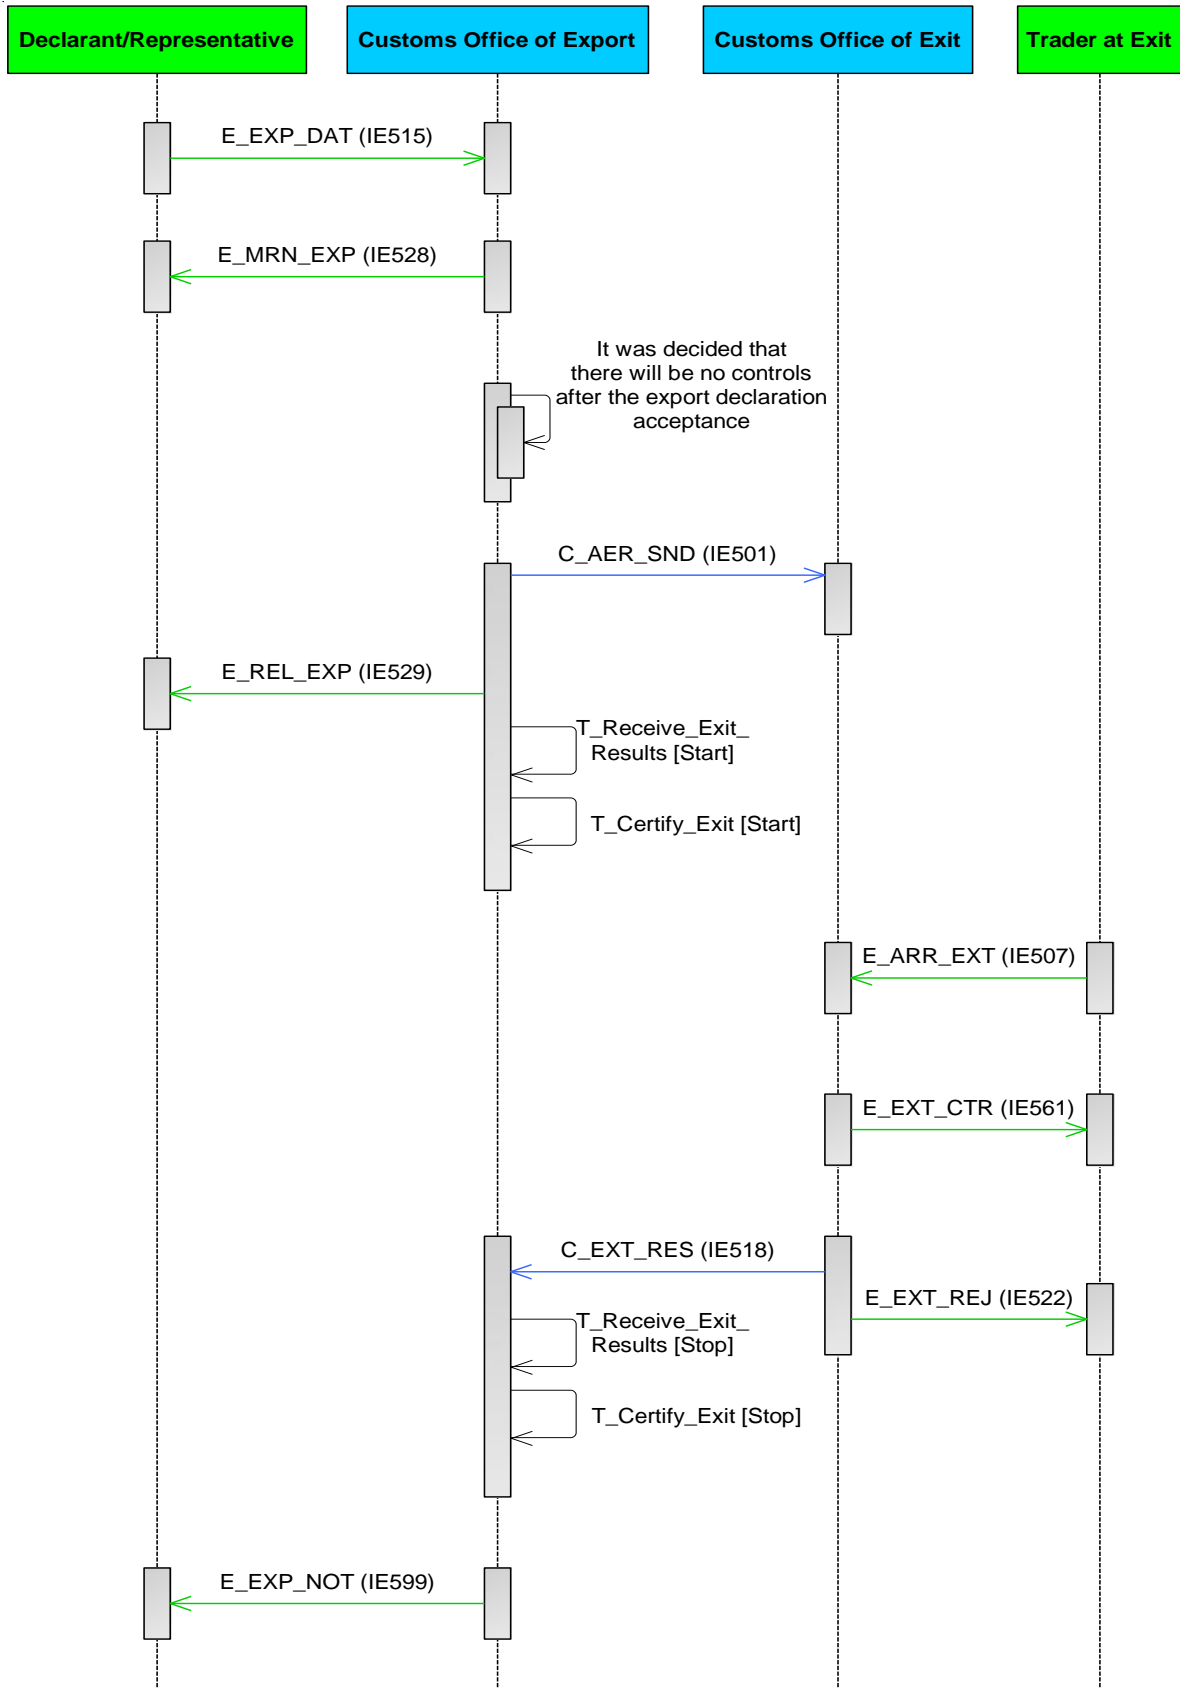 Declarant/Representative
Customs Office of Export
Customs Office of Exit
Trader at Exit
E_EXP_DAT (IE515)
E_MRN_EXP (IE528)
It was decided that
there will be no controls
after the export declaration
acceptance
C_AER_SND (IE501)
E_REL_EXP (IE529)
T_Receive_Exit_
Results [Start]
T_Certify_Exit [Start]
E_ARR_EXT (IE507)
E_EXT_CTR (IE561)
C_EXT_RES (IE518)
E_EXT_REJ (IE522)
T_Receive_Exit_
Results [Stop]
T_Certify_Exit [Stop]
E_EXP_NOT (IE599)